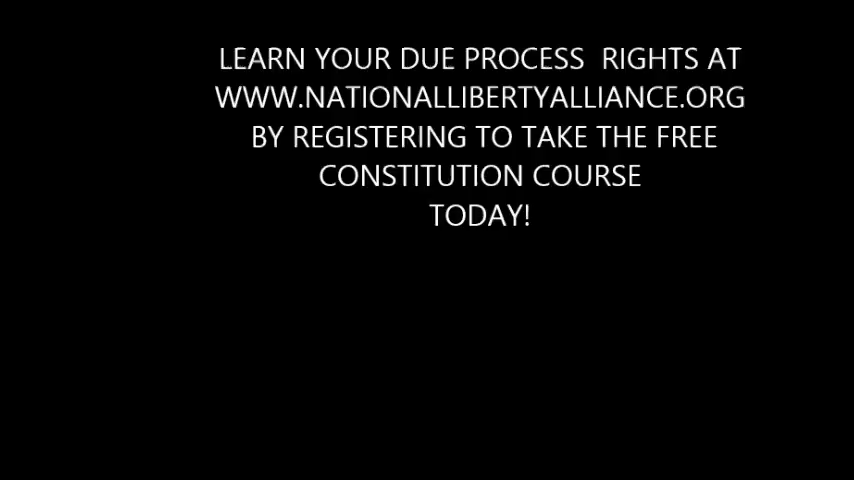 LEARN YOUR DUE PROCESS  RIGHTS AT
WWW.NATIONALLIBERTYALLIANCE.ORG
BY REGISTERING TO TAKE THE FREE
CONSTITUTION COURSE
TODAY!